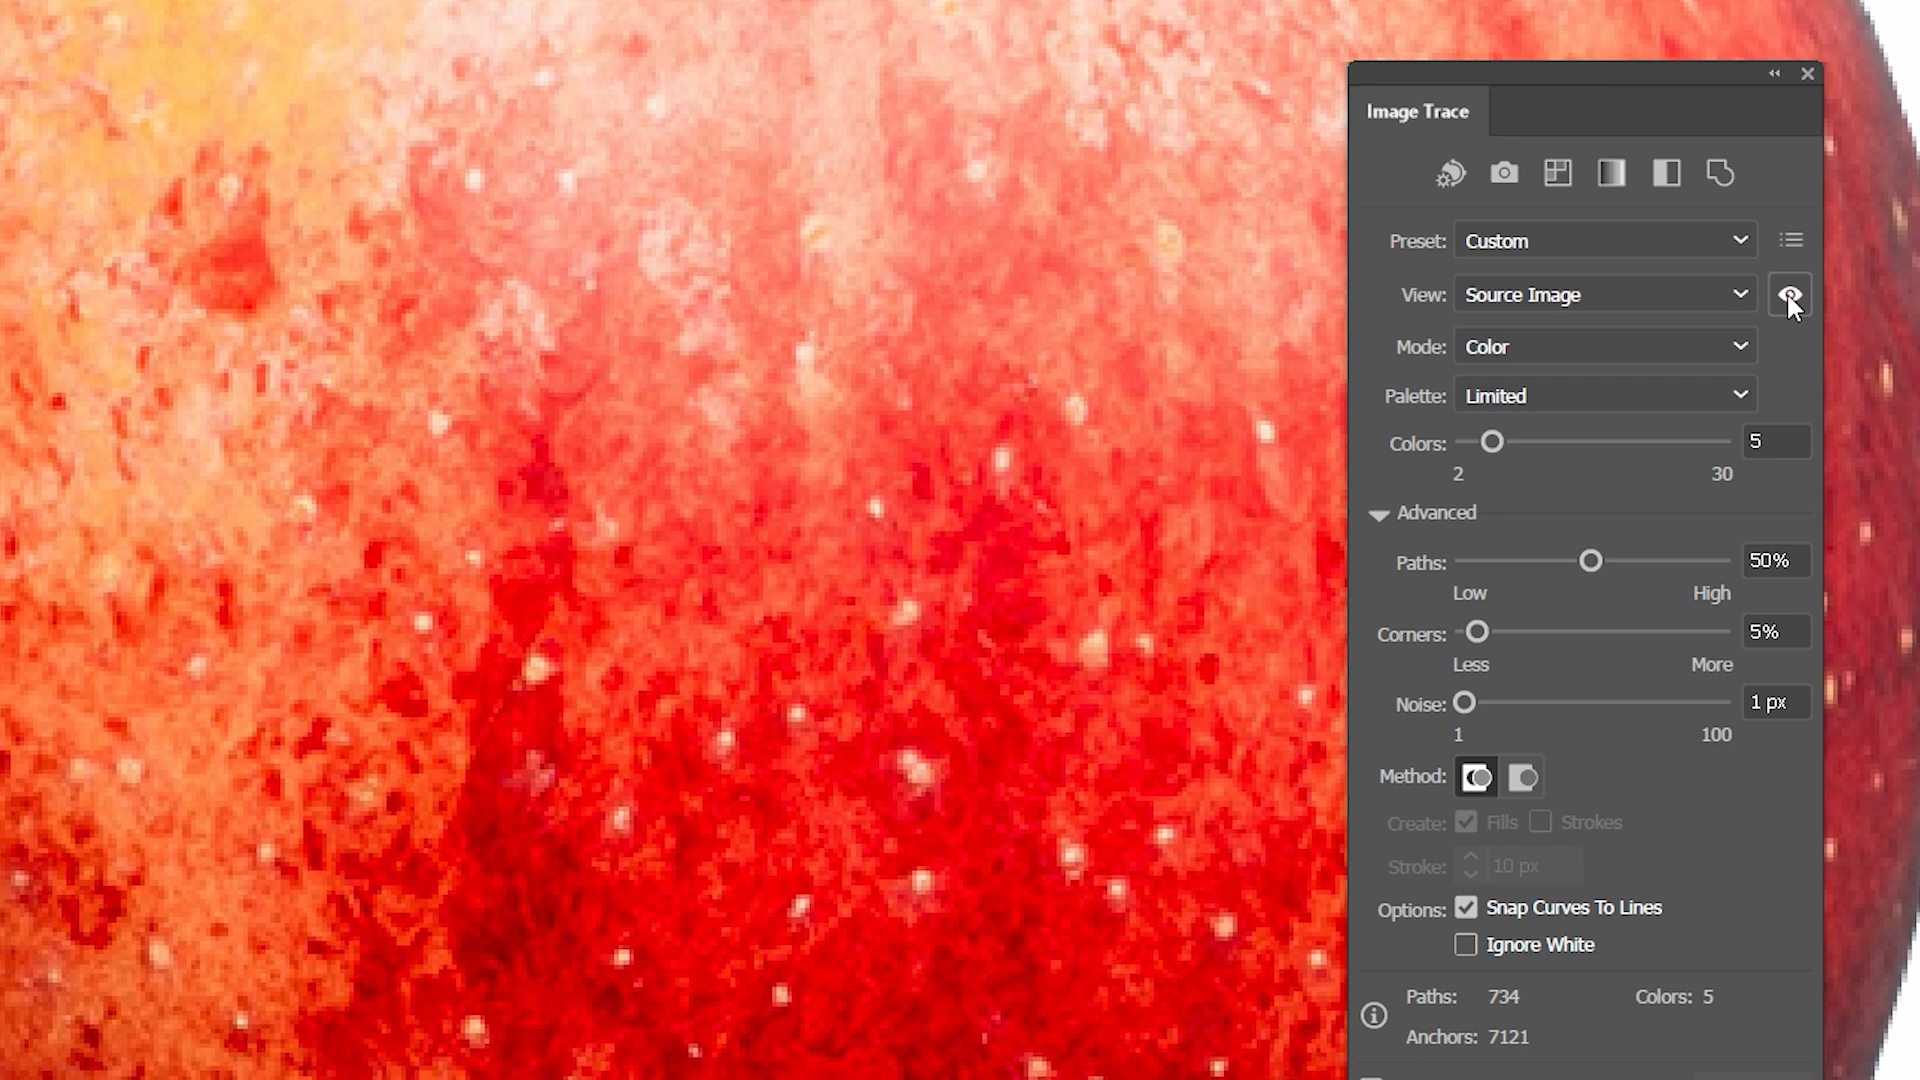 Image Trace
Preset: Custom
View: Source Image
Mode: Color
Palette: Limited
Colors: 5
2 30
Advanced
Paths: 50%
Low High
Corners: 5%
Less More
Noise: 1 px
1 100
Method:
Create: Fills Strokes
Stroke: 10 px
Options: Snap Curves To Lines
Ignore White
Paths: 734 Colors: 5
Anchors: 7121